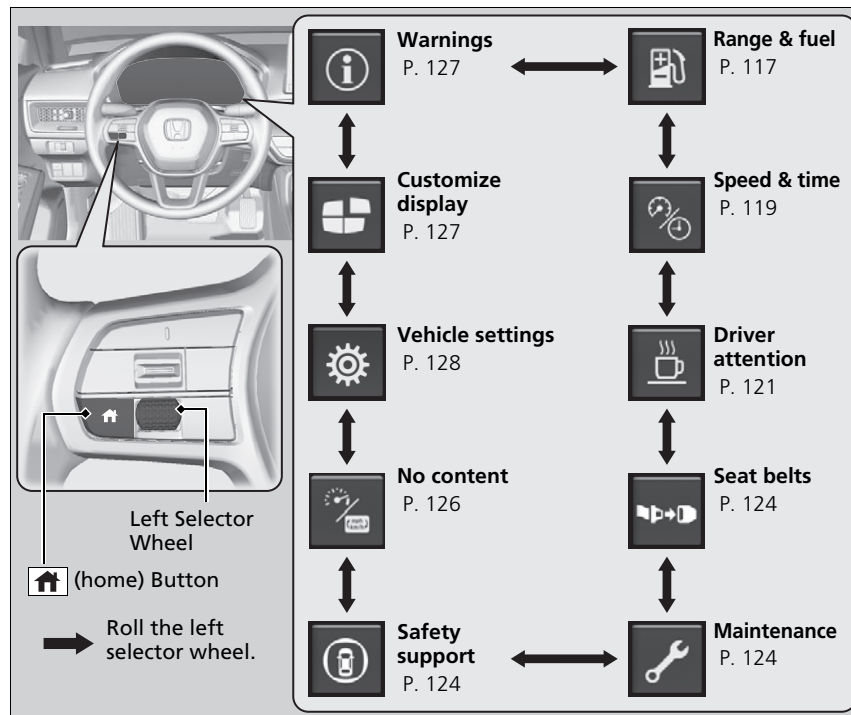 Warnings
P. 127
Range & fuel
P. 117
Customize
display
P. 127
Speed & time
P. 119
Vehicle settings
P. 128
Driver
attention
P. 121
No content
P. 126
Seat belts
P. 124
Safety
support
P. 124
Maintenance
P. 124
Left Selector
Wheel
(home) Button
Roll the left
selector wheel.